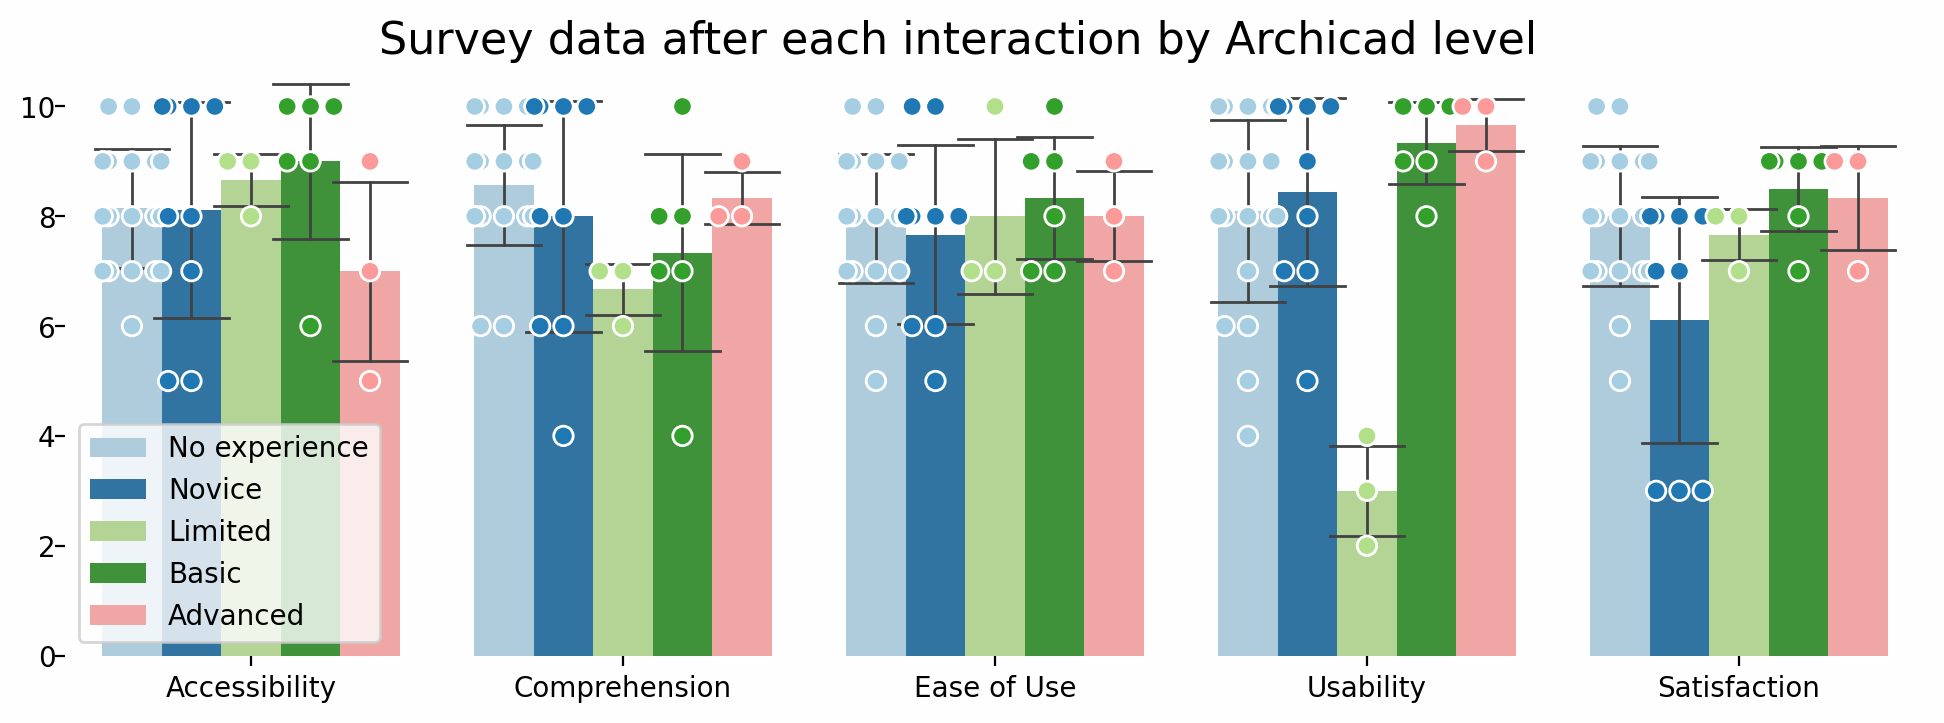 Survey data after each interaction by Archicad level
10
8
6
4
2
0
No experience
Novice
Limited
Basic
Advanced
Accessibility
Comprehension
Ease of Use
Usability
Satisfaction